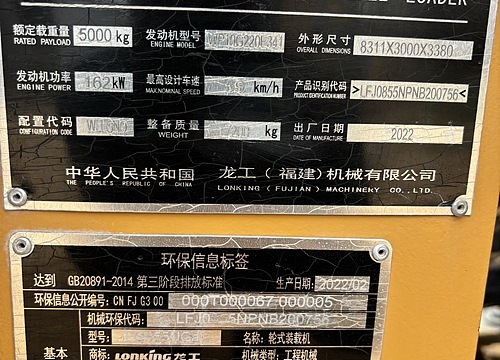 LOADER
额定载重量 5000 kg 发动机型号 外形尺寸 8311X3000X3380
RATED PAYLOAD ENGINE MODEL OVERALL DIMENSIONS
发动机功率 162kW 最高设计车速 km/h 产品识别代码 >LFJ0855NPNB200756<
ENGINE POWER MAX.NOMINAL SPEED PRODUCT IDENTIFICATION NUMBER
配置代码 整备质量 kg 出厂日期 2022
CONFIGURATION CODE WEIGHT DATE
中华人民共和国 龙工(福建)机械有限公司
THE PEOPLE'S REPUBLIC OF CHINA LONKING (FUJIAN) MACHINERY CO.,LTD.
环保信息标签
达到 GB20891-2014 第三阶段排放标准 生产日期: 2022/02
环保信息公开编号: CN FJ G3 00 000T000067 000005
机械环保代码:
型号: 名称: 轮式装载机
基本 商标: LONKING 龙工 机械类型: 工程机械